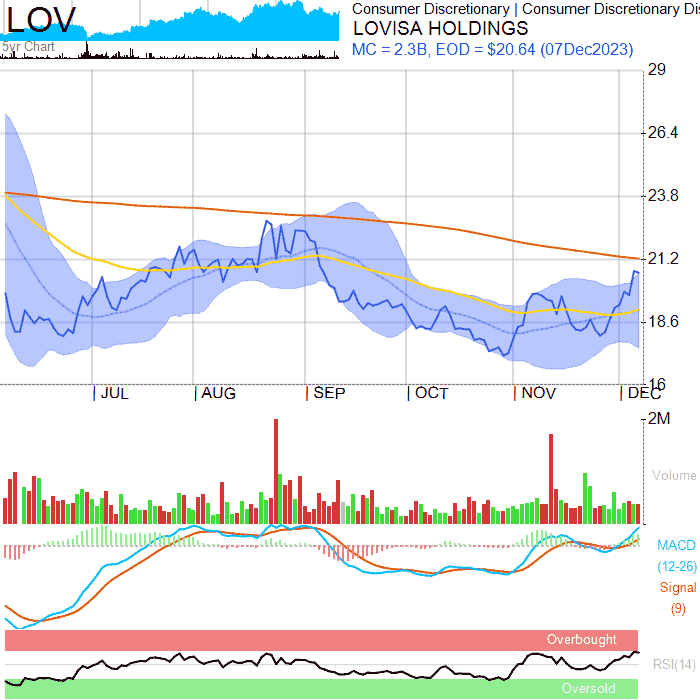 LOV
5yr Chart
Consumer Discretionary | Consumer Discretionary Dis
LOVISA HOLDINGS
MC = 2.3B, EOD = $20.64 (07Dec2023)
29
26.4
23.8
21.2
18.6
16
JUL AUG SEP OCT NOV DEC
2M
Volume
MACD
(12-26)
Signal
(9)
Overbought
RSI(14)
Oversold